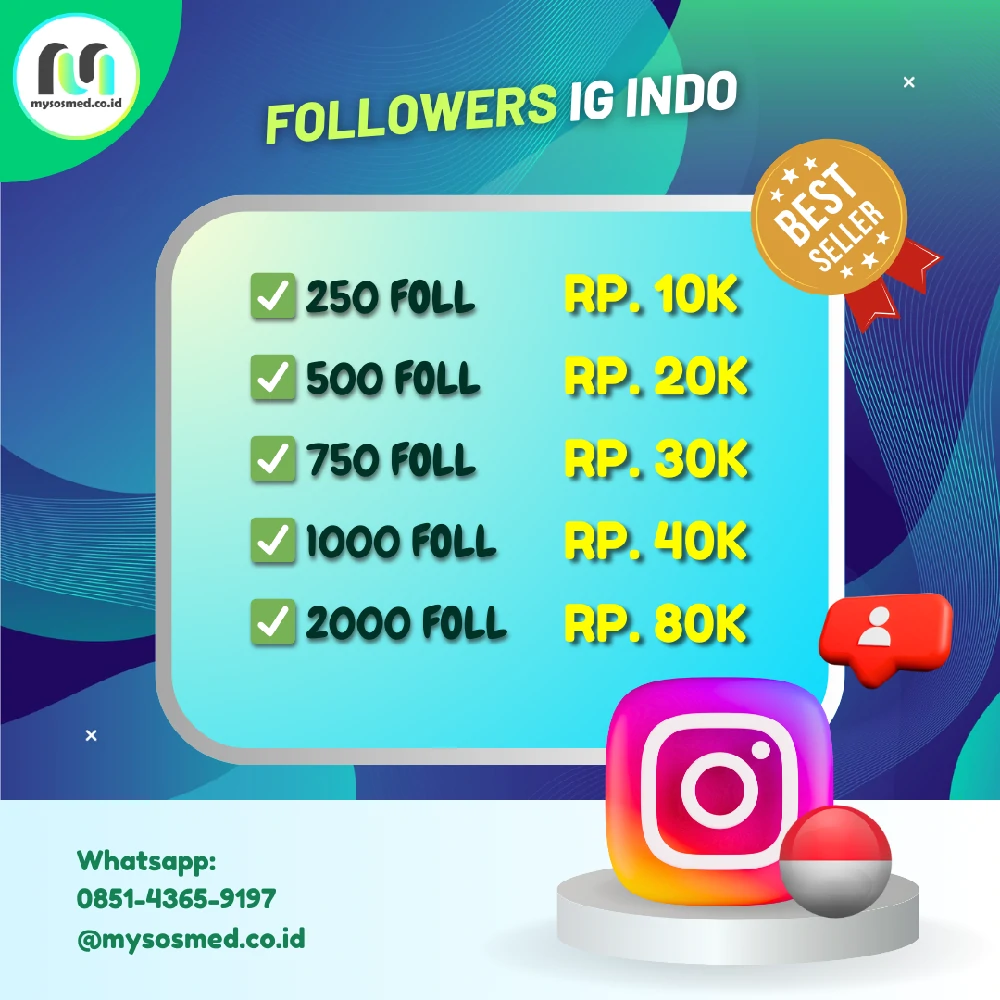 mysosmed.co.id
FOLLOWERS IG INDO
BEST
SELLER
250 FOLL RP. 10K
500 FOLL RP. 20K
750 FOLL RP. 30K
1000 FOLL RP. 40K
2000 FOLL RP. 80K
Whatsapp:
0851-4365-9197
@mysosmed.co.id